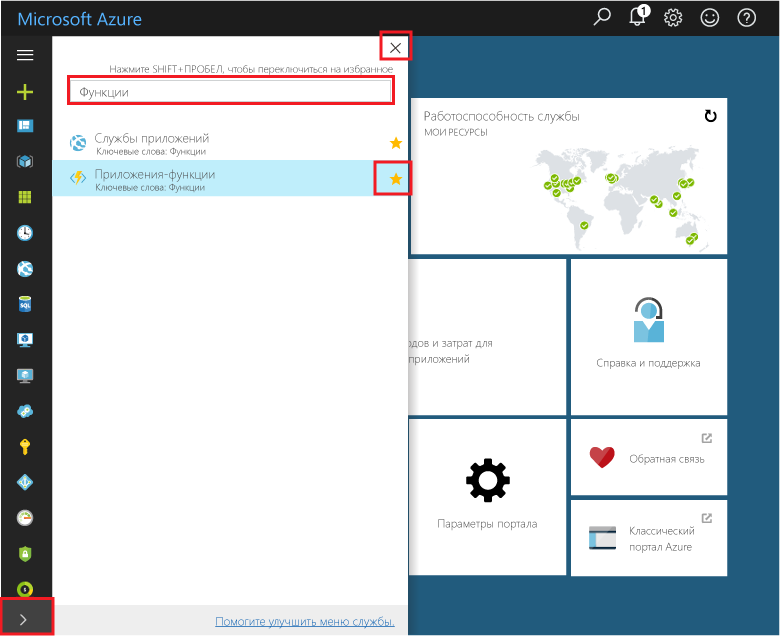 Microsoft Azure
1
Нажмите SHIFT+ПРОБЕЛ, чтобы переключиться на избранное
Функции
Службы приложений
Ключевые слова: Функции
Приложения-функции
Ключевые слова: Функции
Работоспособность службы
МОИ РЕСУРСЫ
SQL
одов и затрат для
приложений
Справка и поддержка
Параметры портала
Обратная связь
Классический
портал Azure
Помогите улучшить меню службы.